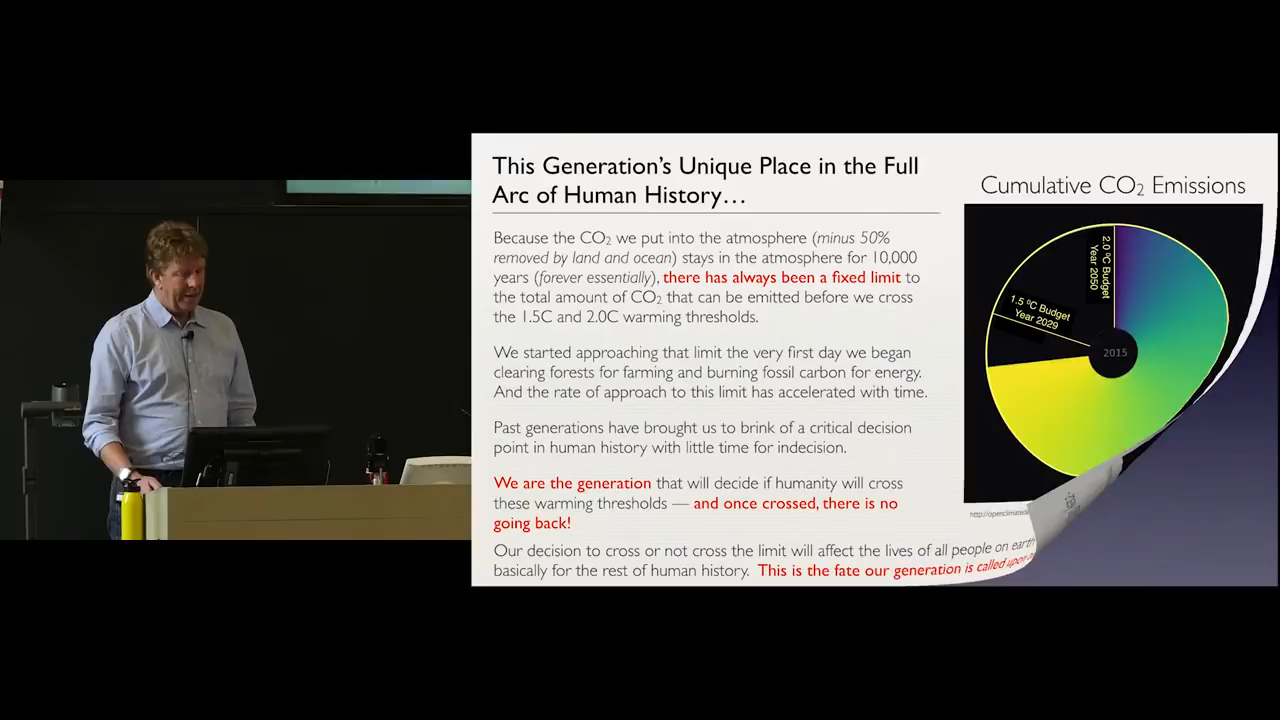 This Generation's Unique Place in the Full
Arc of Human History…
Cumulative CO₂ Emissions
Because the CO₂ we put into the atmosphere (minus 50%
removed by land and ocean) stays in the atmosphere for 10,000
years (forever essentially), there has always been a fixed limit to
the total amount of CO₂ that can be emitted before we cross
the 1.5C and 2.0C warming thresholds.
We started approaching that limit the very first day we began
clearing forests for farming and burning fossil carbon for energy.
And the rate of approach to this limit has accelerated with time.
Past generations have brought us to brink of a critical decision
point in human history with little time for indecision.
We are the generation that will decide if humanity will cross
these warming thresholds — and once crossed, there is no
going back!
Our decision to cross or not cross the limit will affect the lives of all people on earth
basically for the rest of human history. This is the fate our generation is called upon
2.0 ºC Budget
Year 2050
1.5 ºC Budget
Year 2029
2015